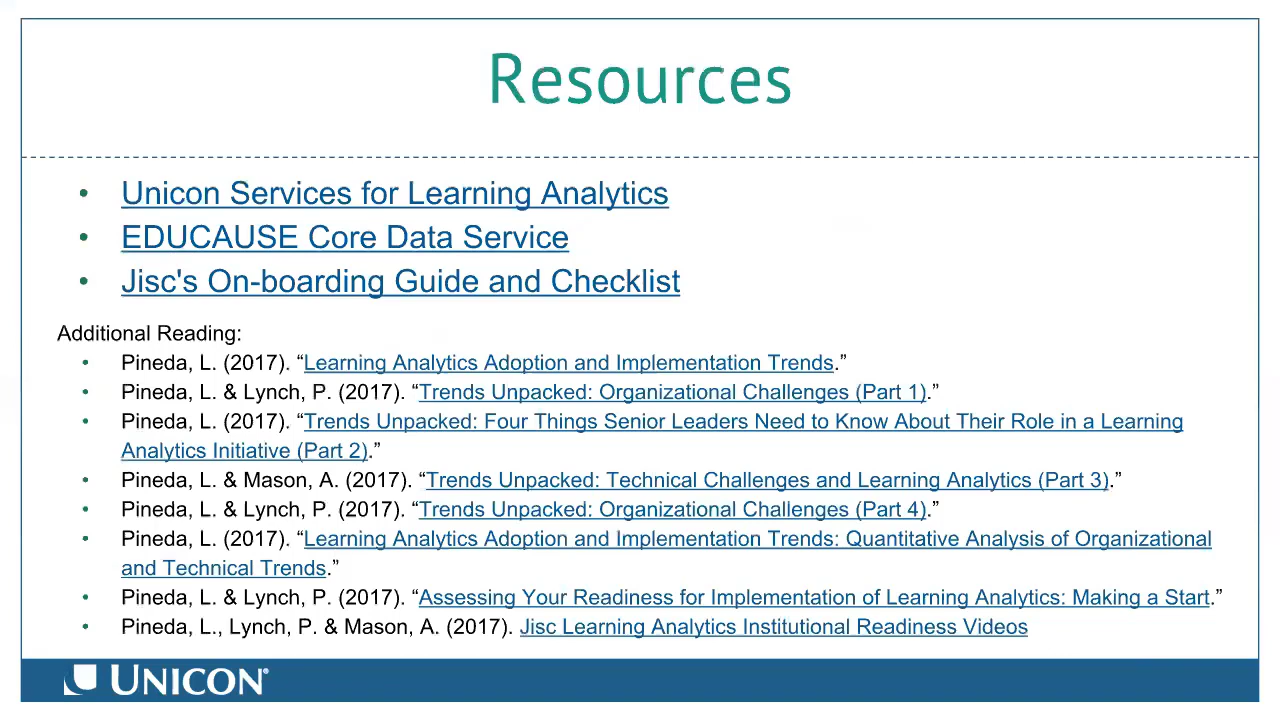 Resources
• Unicon Services for Learning Analytics
• EDUCAUSE Core Data Service
• Jisc's On-boarding Guide and Checklist
Additional Reading:
• Pineda, L. (2017). “Learning Analytics Adoption and Implementation Trends.”
• Pineda, L. & Lynch, P. (2017). “Trends Unpacked: Organizational Challenges (Part 1).”
• Pineda, L. (2017). “Trends Unpacked: Four Things Senior Leaders Need to Know About Their Role in a Learning
Analytics Initiative (Part 2).”
• Pineda, L. & Mason, A. (2017). “Trends Unpacked: Technical Challenges and Learning Analytics (Part 3).”
• Pineda, L. & Lynch, P. (2017). “Trends Unpacked: Organizational Challenges (Part 4).”
• Pineda, L. (2017). “Learning Analytics Adoption and Implementation Trends: Quantitative Analysis of Organizational
and Technical Trends.”
• Pineda, L. & Lynch, P. (2017). “Assessing Your Readiness for Implementation of Learning Analytics: Making a Start.”
• Pineda, L., Lynch, P. & Mason, A. (2017). Jisc Learning Analytics Institutional Readiness Videos
UNICON®